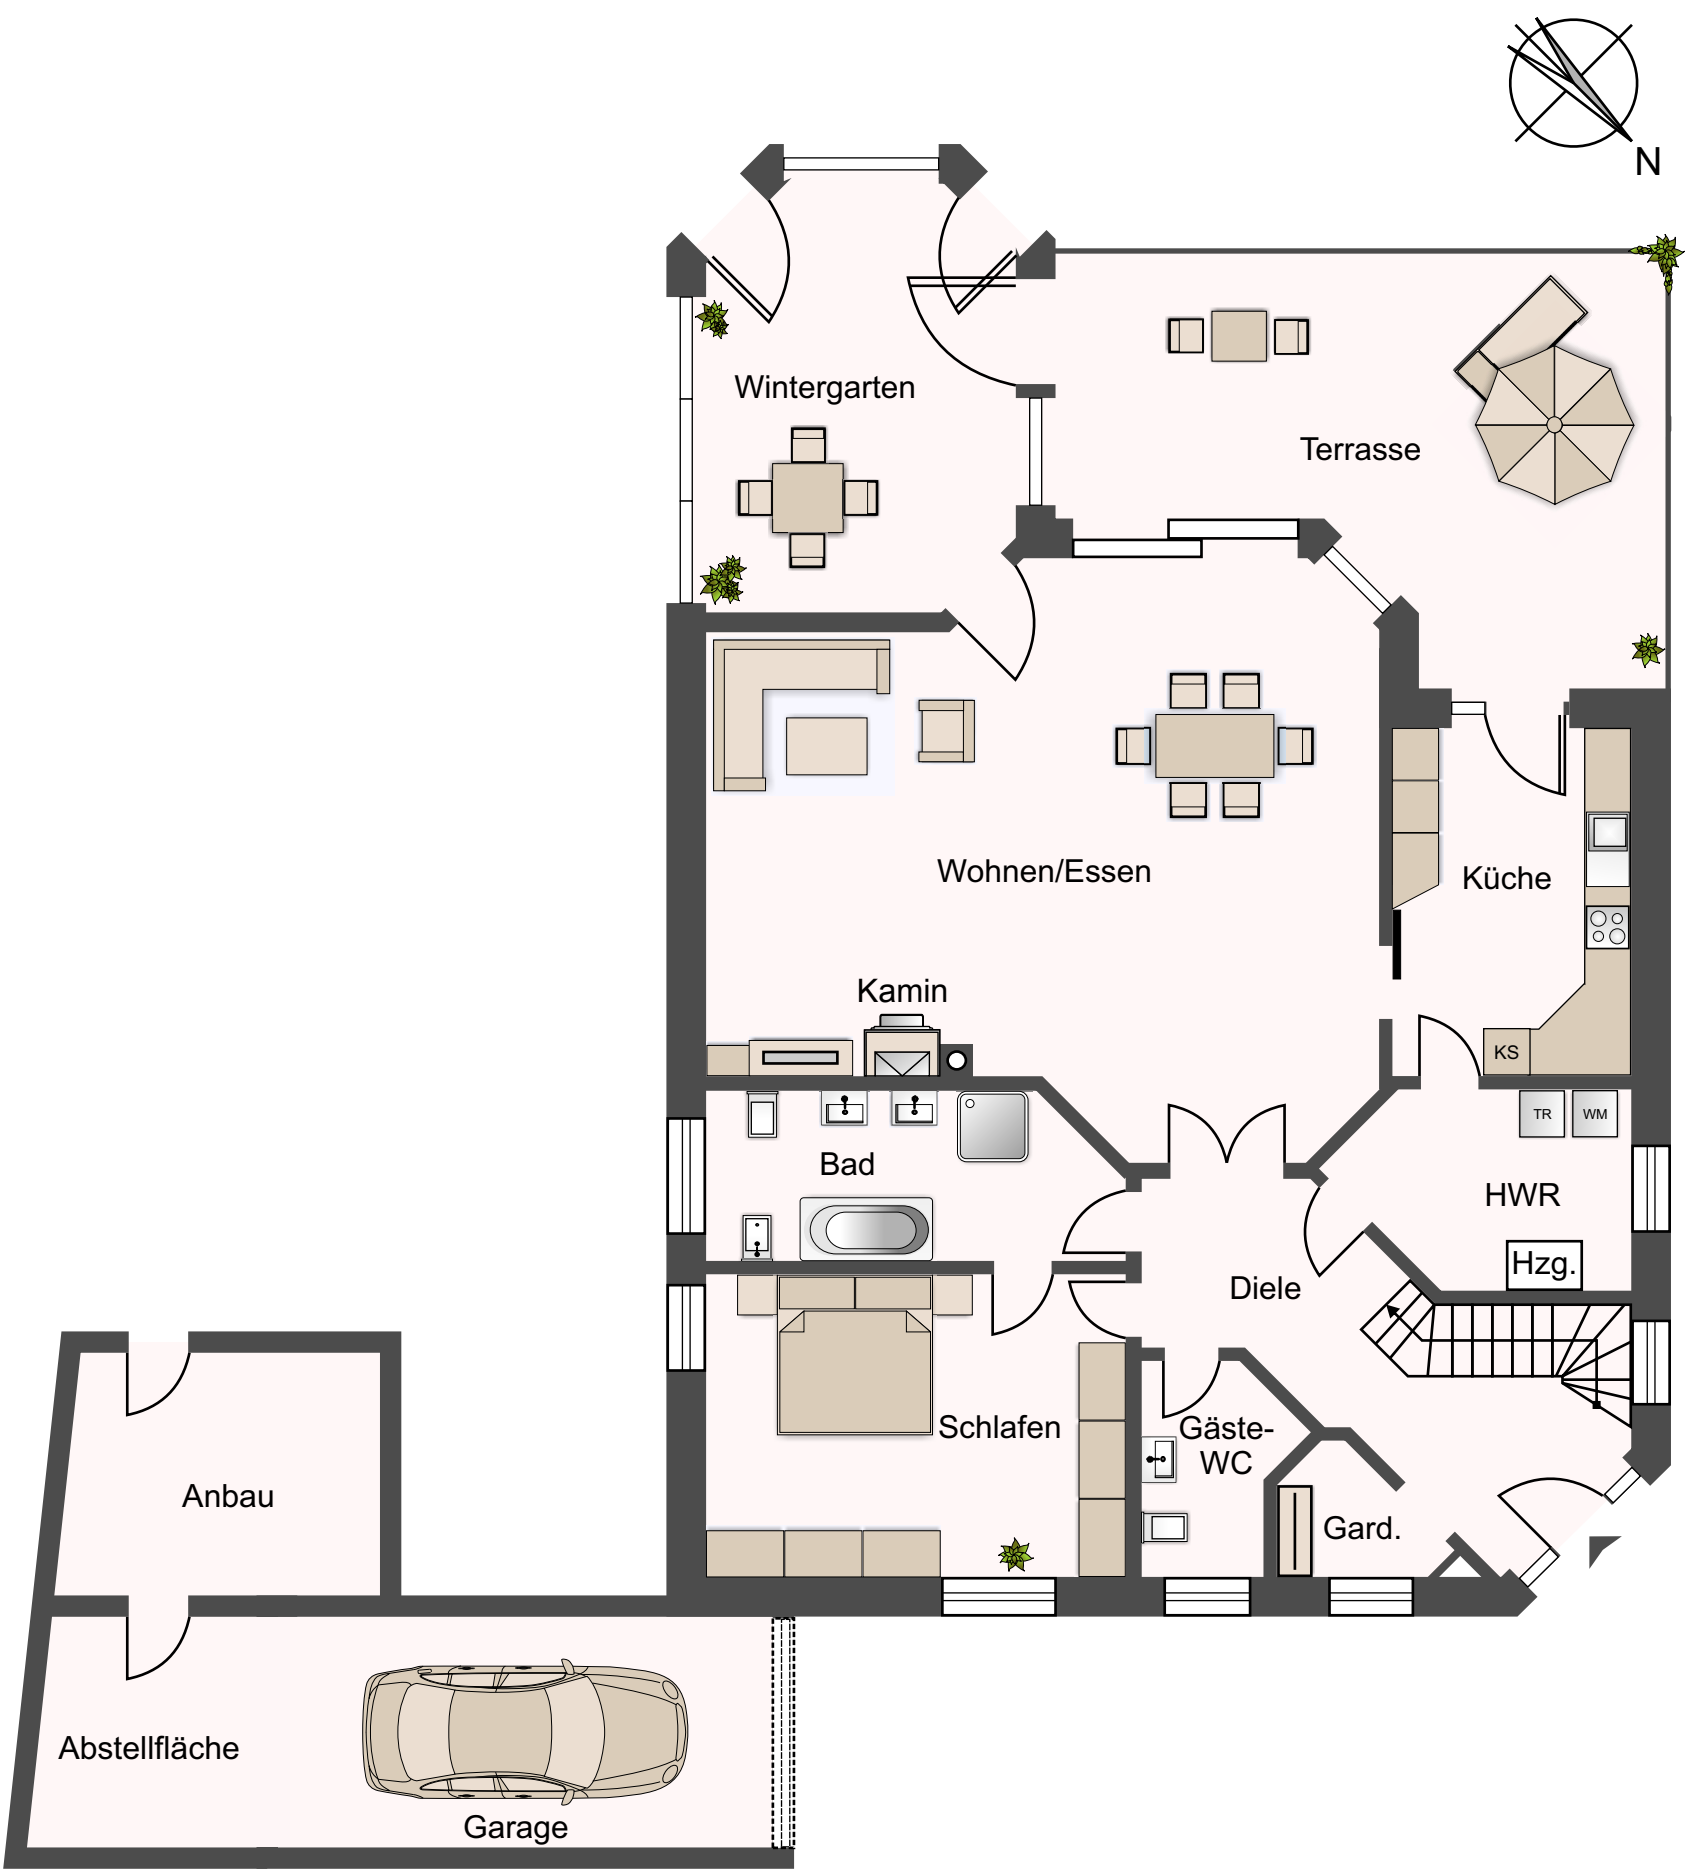 N
Wintergarten
Terrasse
Wohnen/Essen
Küche
Kamin
KS
TR
WM
Bad
HWR
Hzg.
Diele
Schlafen
Gäste-
WC
Gard.
Anbau
Abstellfläche
Garage